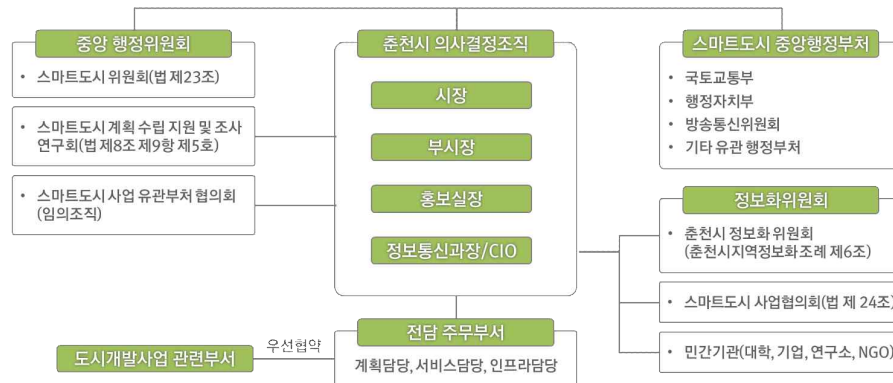 중앙 행정위원회
• 스마트도시 위원회(법 제23조)
• 스마트도시 계획 수립 지원 및 조사
연구회(법 제8조 제9항 제5호)
• 스마트도시 사업 유관부처 협의회
(임의조직)
춘천시 의사결정조직
시장
부시장
홍보실장
정보통신과장/CIO
스마트도시 중앙행정부처
• 국토교통부
• 행정자치부
• 방송통신위원회
• 기타 유관 행정부처
정보화위원회
• 춘천시 정보화 위원회
(춘천시지역정보화조례 제6조)
• 스마트도시 사업협의회(법 제 24조)
• 민간기관(대학, 기업, 연구소, NGO)
전담 주무부서
계획담당, 서비스담당, 인프라담당
우선협약
도시개발사업 관련부서